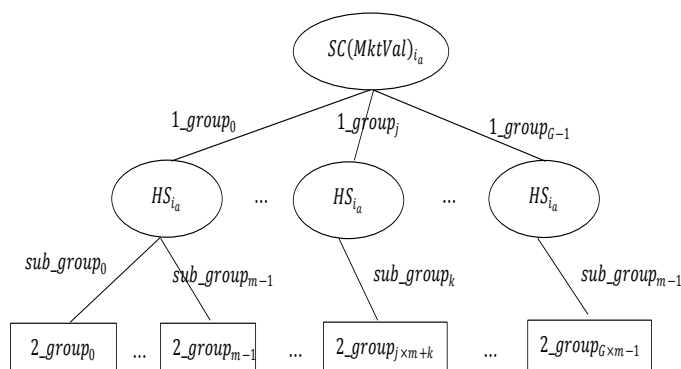 SC(MktVal)_{i_a}
1_group_0 1_group_j 1_group_{G−1}
HS_{i_a} ... HS_{i_a} ... HS_{i_a}
sub_group_0 sub_group_{m−1} sub_group_k sub_group_{m−1}
2_group_0 ... 2_group_{m−1} ... 2_group_{j×m+k} ... 2_group_{G×m−1}